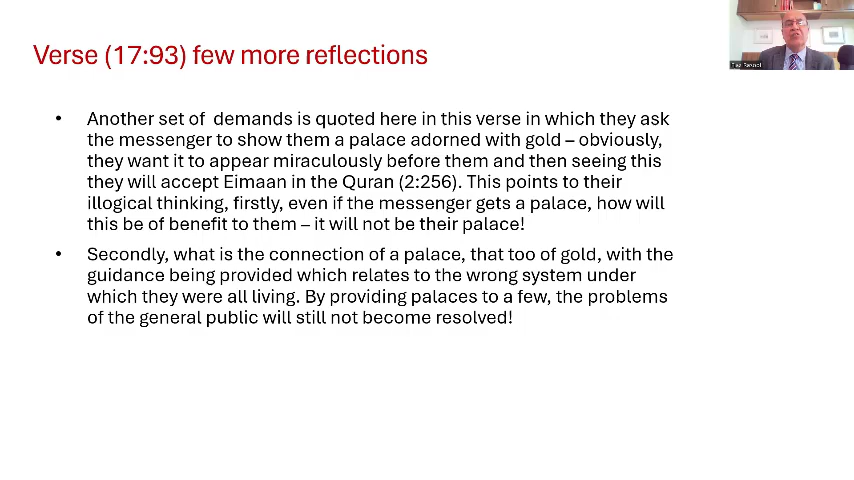 Verse (17:93) few more reflections
• Another set of demands is quoted here in this verse in which they ask
the messenger to show them a palace adorned with gold – obviously,
they want it to appear miraculously before them and then seeing this
they will accept Eimaan in the Quran (2:256). This points to their
illogical thinking, firstly, even if the messenger gets a palace, how will
this be of benefit to them – it will not be their palace!
• Secondly, what is the connection of a palace, that too of gold, with the
guidance being provided which relates to the wrong system under
which they were all living. By providing palaces to a few, the problems
of the general public will still not become resolved!